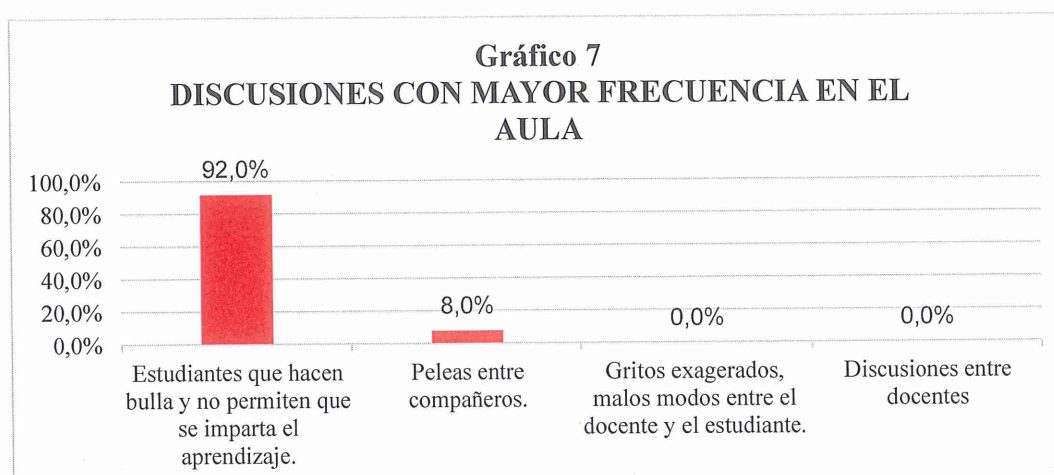 Gráfico 7
DISCUSIONES CON MAYOR FRECUENCIA EN EL
AULA
92,0%
100,0%
80,0%
60,0%
40,0%
20,0%
0,0%
8,0%
0,0%
0,0%
Estudiantes que hacen
bulla y no permiten que
se imparta el
aprendizaje.
Peleas entre
compañeros.
Gritos exagerados,
malos modos entre el
docente y el estudiante.
Discusiones entre
docentes